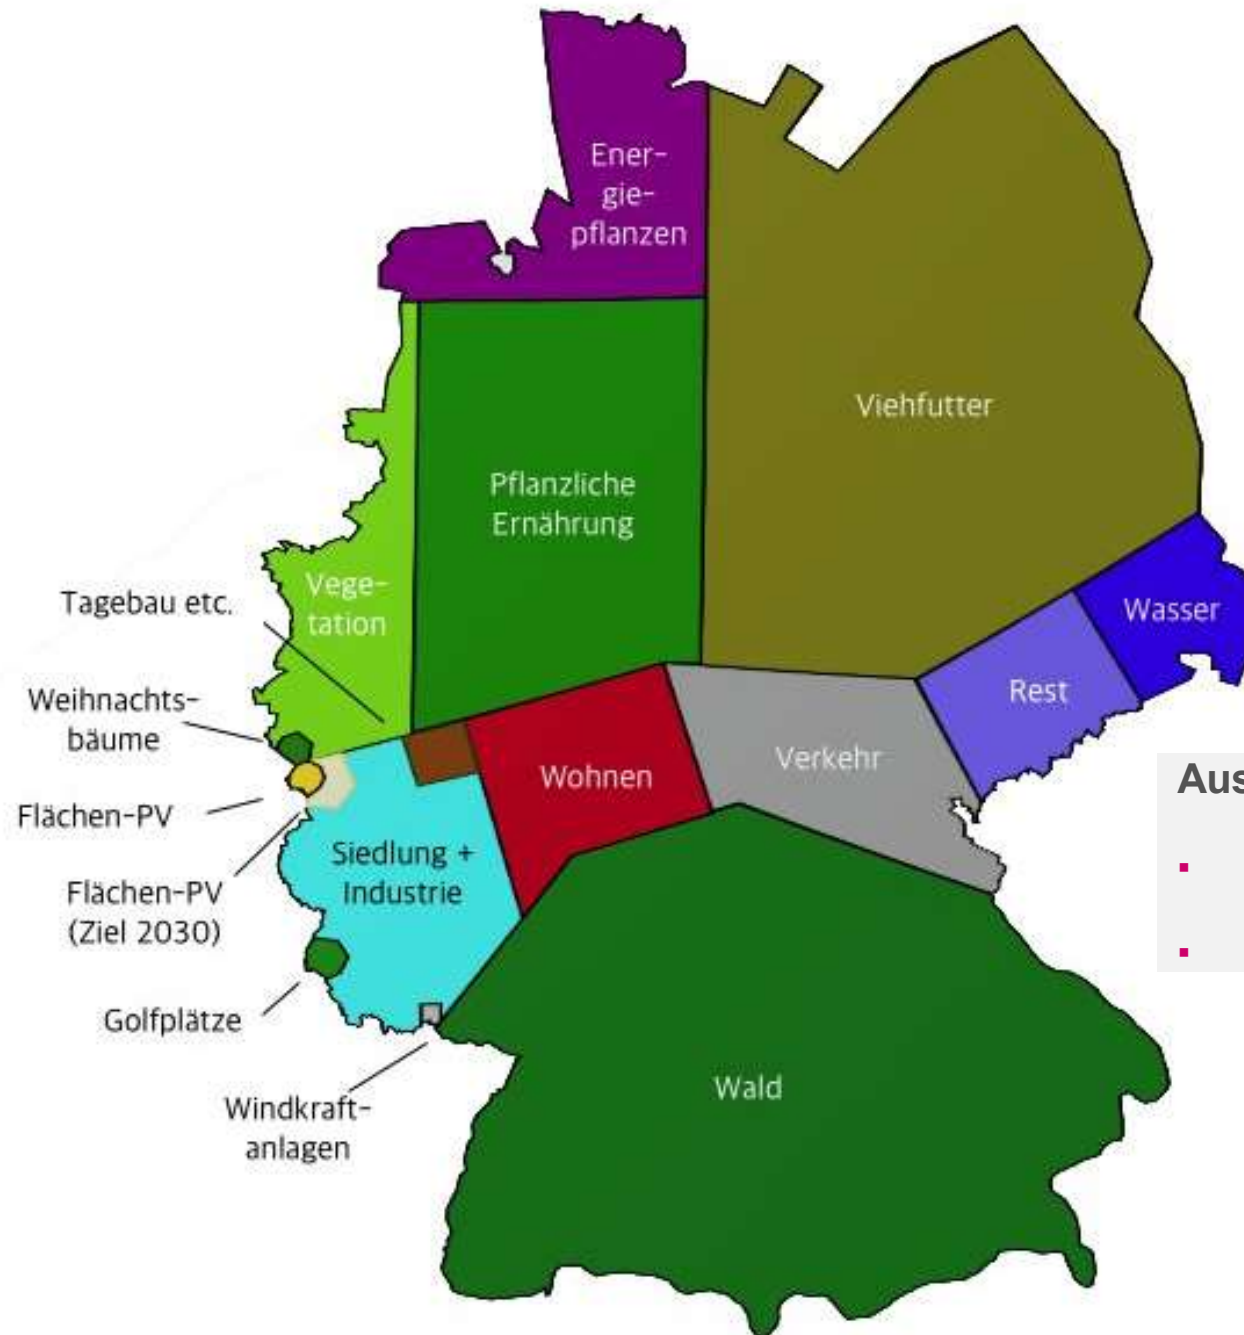 Ener-
gie-
pflanzen
Viehfutter
Pflanzliche
Ernährung
Vege-
tation
Tagebau etc.
Wasser
Rest
Weihnachts-
bäume
Verkehr
Wohnen
Flächen-PV
Aus
Siedlung +
Industrie
Flächen-PV
(Ziel 2030)
Golfplätze
Wald
Windkraft-
anlagen